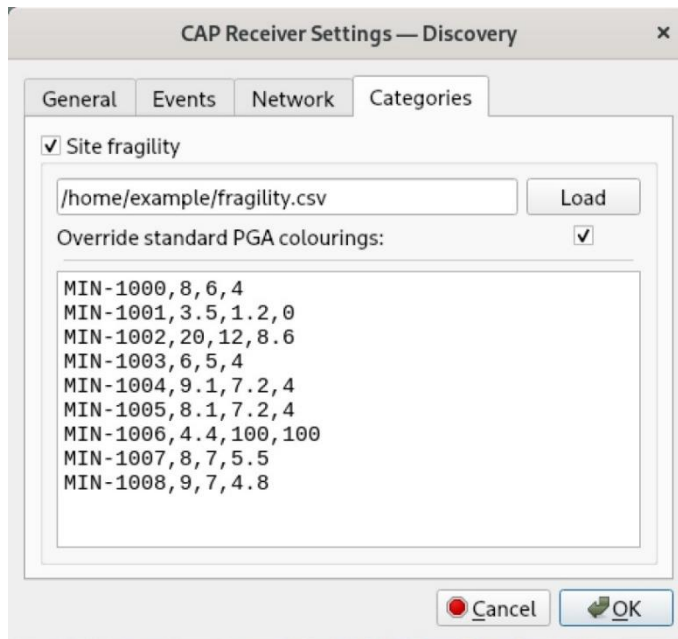 CAP Receiver Settings — Discovery ×
General Events Network Categories
Site fragility
/home/example/fragility.csv Load
Override standard PGA colourings:
MIN-1000,8,6,4
MIN-1001,3.5,1.2,0
MIN-1002,20,12,8.6
MIN-1003,6,5,4
MIN-1004,9.1,7.2,4
MIN-1005,8.1,7.2,4
MIN-1006,4.4,100,100
MIN-1007,8,7,5.5
MIN-1008,9,7,4.8
Cancel OK